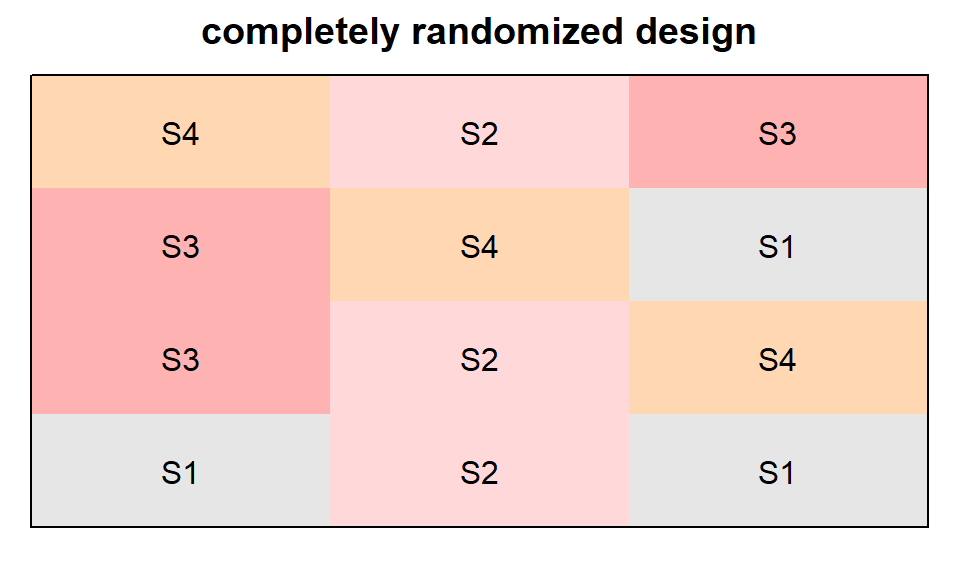 completely randomized design
S4 S2 S3
S3 S4 S1
S3 S2 S4
S1 S2 S1